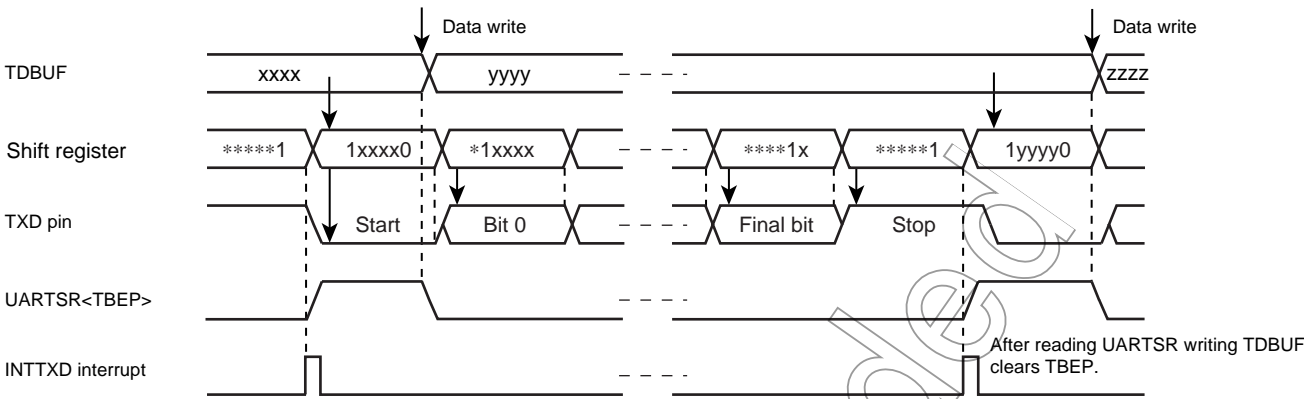 Data write Data write
TDBUF xxxx yyyy zzzz
Shift register *****1 1xxxx0 *1xxxx ****1x *****1 1yyyy0
TXD pin Start Bit 0 Final bit Stop
UARTSR<TBEP>
After reading UARTSR writing TDBUF
INTTXD interrupt clears TBEP.